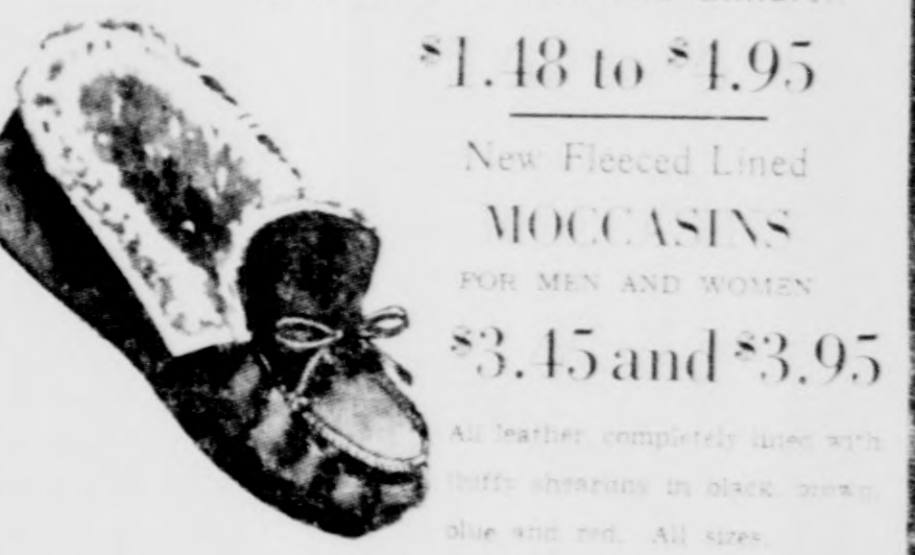 $1.48 to $4.95
New Fleeced Lined
MOCCASINS
FOR MEN AND WOMEN
$3.45 and $3.95
All leather, completely lined with
fluffy shearling in black, brown,
blue and red. All sizes.